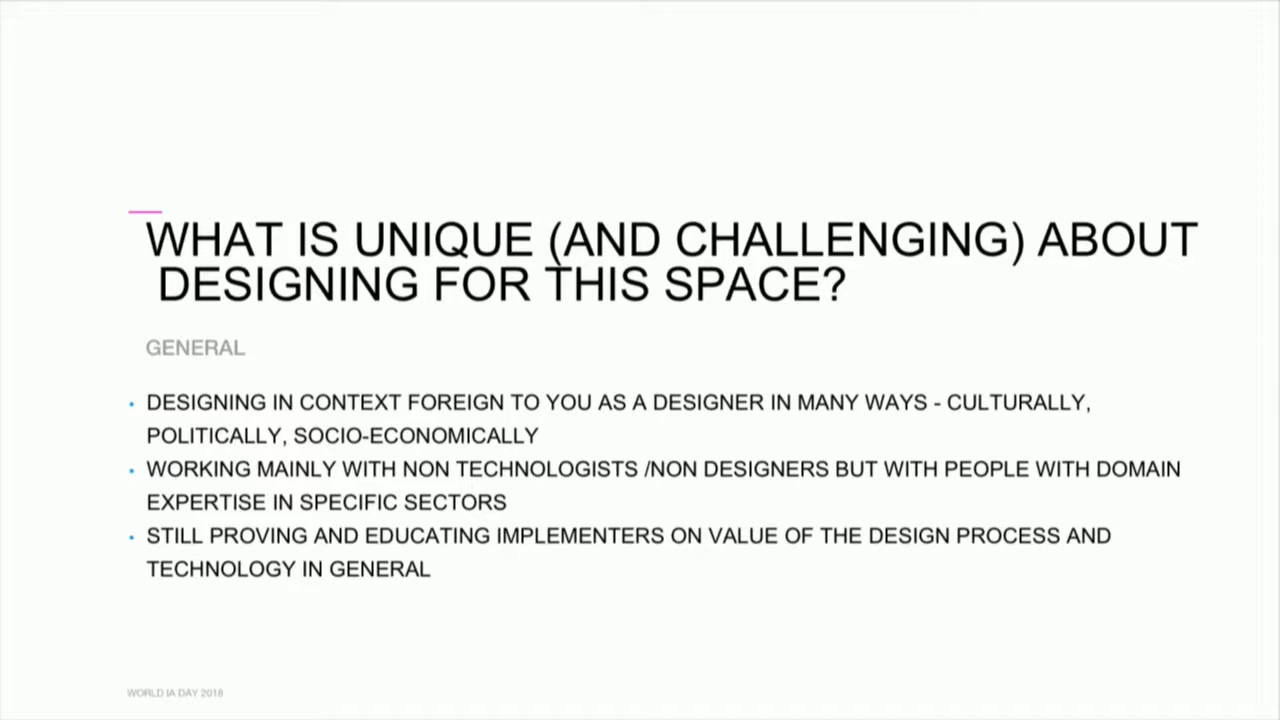 WHAT IS UNIQUE (AND CHALLENGING) ABOUT
DESIGNING FOR THIS SPACE?
GENERAL
• DESIGNING IN CONTEXT FOREIGN TO YOU AS A DESIGNER IN MANY WAYS - CULTURALLY,
POLITICALLY, SOCIO-ECONOMICALLY
• WORKING MAINLY WITH NON TECHNOLOGISTS /NON DESIGNERS BUT WITH PEOPLE WITH DOMAIN
EXPERTISE IN SPECIFIC SECTORS
• STILL PROVING AND EDUCATING IMPLEMENTERS ON VALUE OF THE DESIGN PROCESS AND
TECHNOLOGY IN GENERAL
WORLD IA DAY 2018